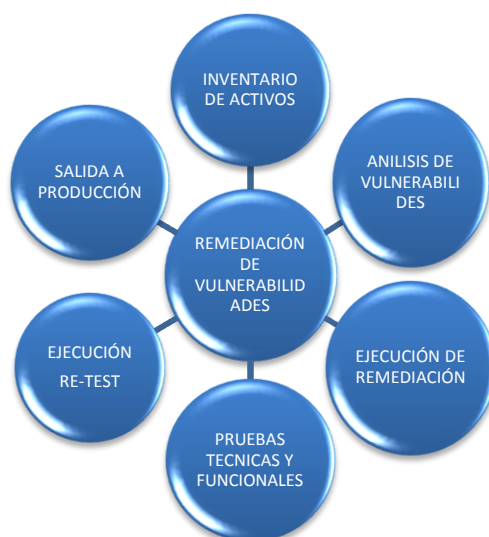 INVENTARIO
DE ACTIVOS
ANILISIS DE
VULNERABILI
DES
EJECUCIÓN DE
REMEDIACIÓN
PRUEBAS
TECNICAS Y
FUNCIONALES
EJECUCIÓN
RE-TEST
SALIDA A
PRODUCCIÓN
REMEDIACIÓN
DE
VULNERABILID
ADES